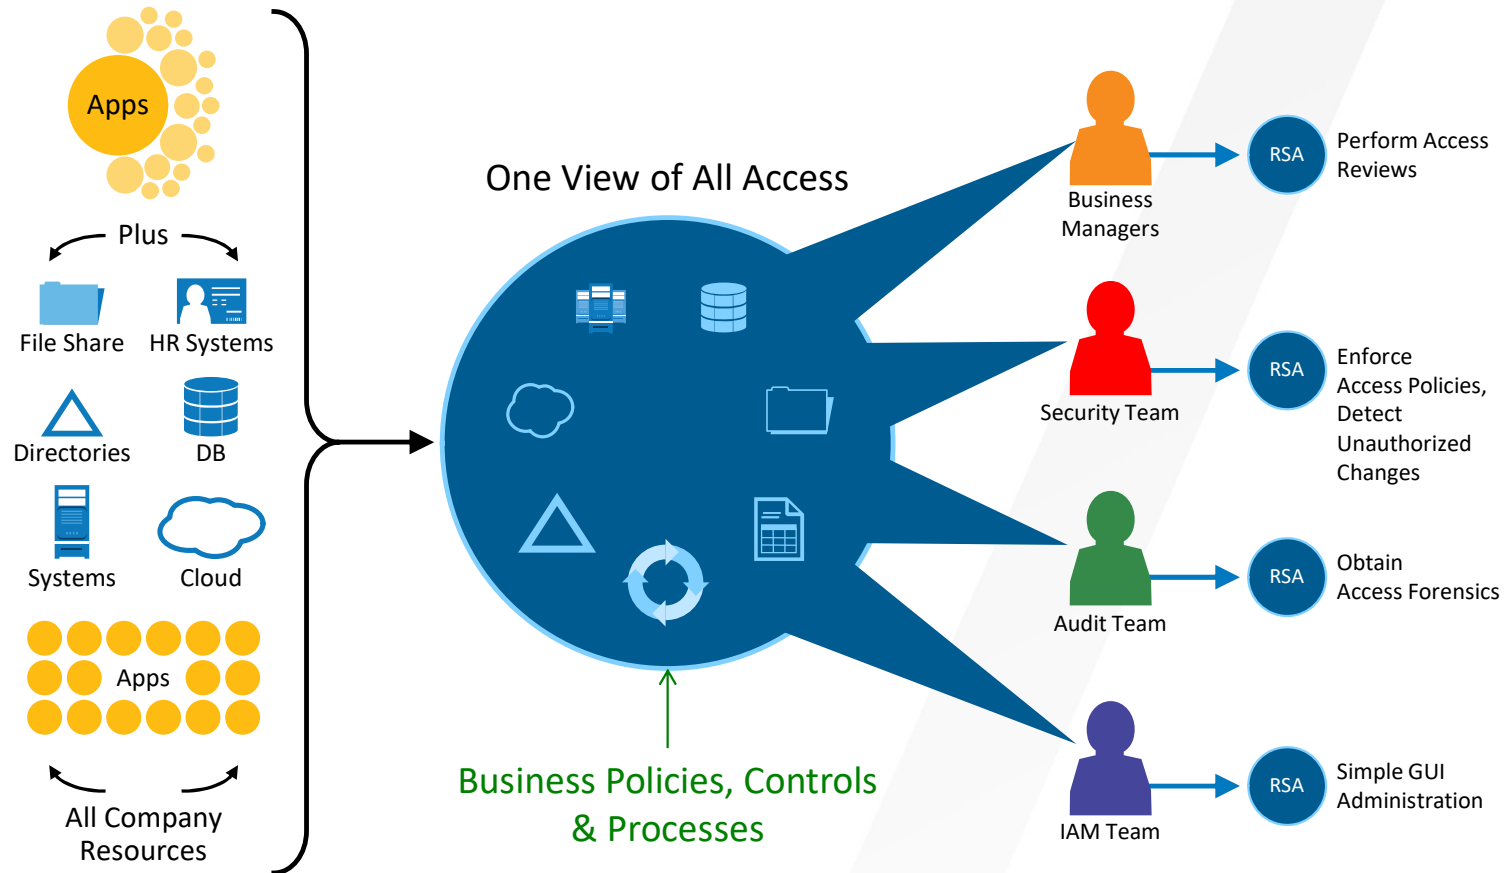 Apps
Plus
File Share
HR Systems
Directories
DB
Systems
Cloud
Apps
All Company
Resources
One View of All Access
Business Policies, Controls
& Processes
Business
Managers
RSA
Perform Access
Reviews
Security Team
RSA
Enforce
Access Policies,
Detect
Unauthorized
Changes
Audit Team
RSA
Obtain
Access Forensics
IAM Team
RSA
Simple GUI
Administration